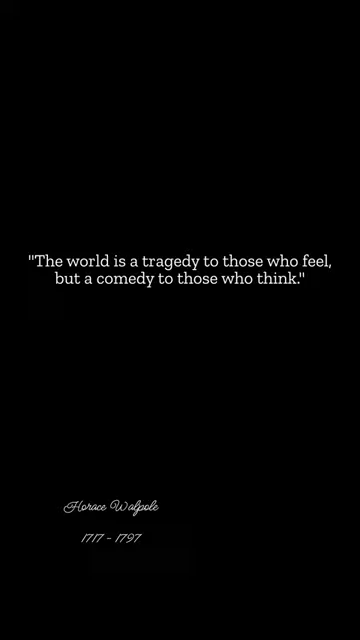 "The world is a tragedy to those who feel,
but a comedy to those who think."
Horace Walpole
1717 - 1797